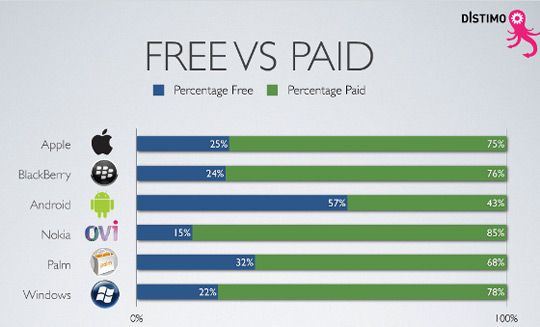 DISTIMO
FREE VS PAID
Percentage Free Percentage Paid
Apple 25% 75%
BlackBerry 24% 76%
Android 57% 43%
Nokia ovi 15% 85%
Palm palm 32% 68%
Windows 22% 78%
0% 100%